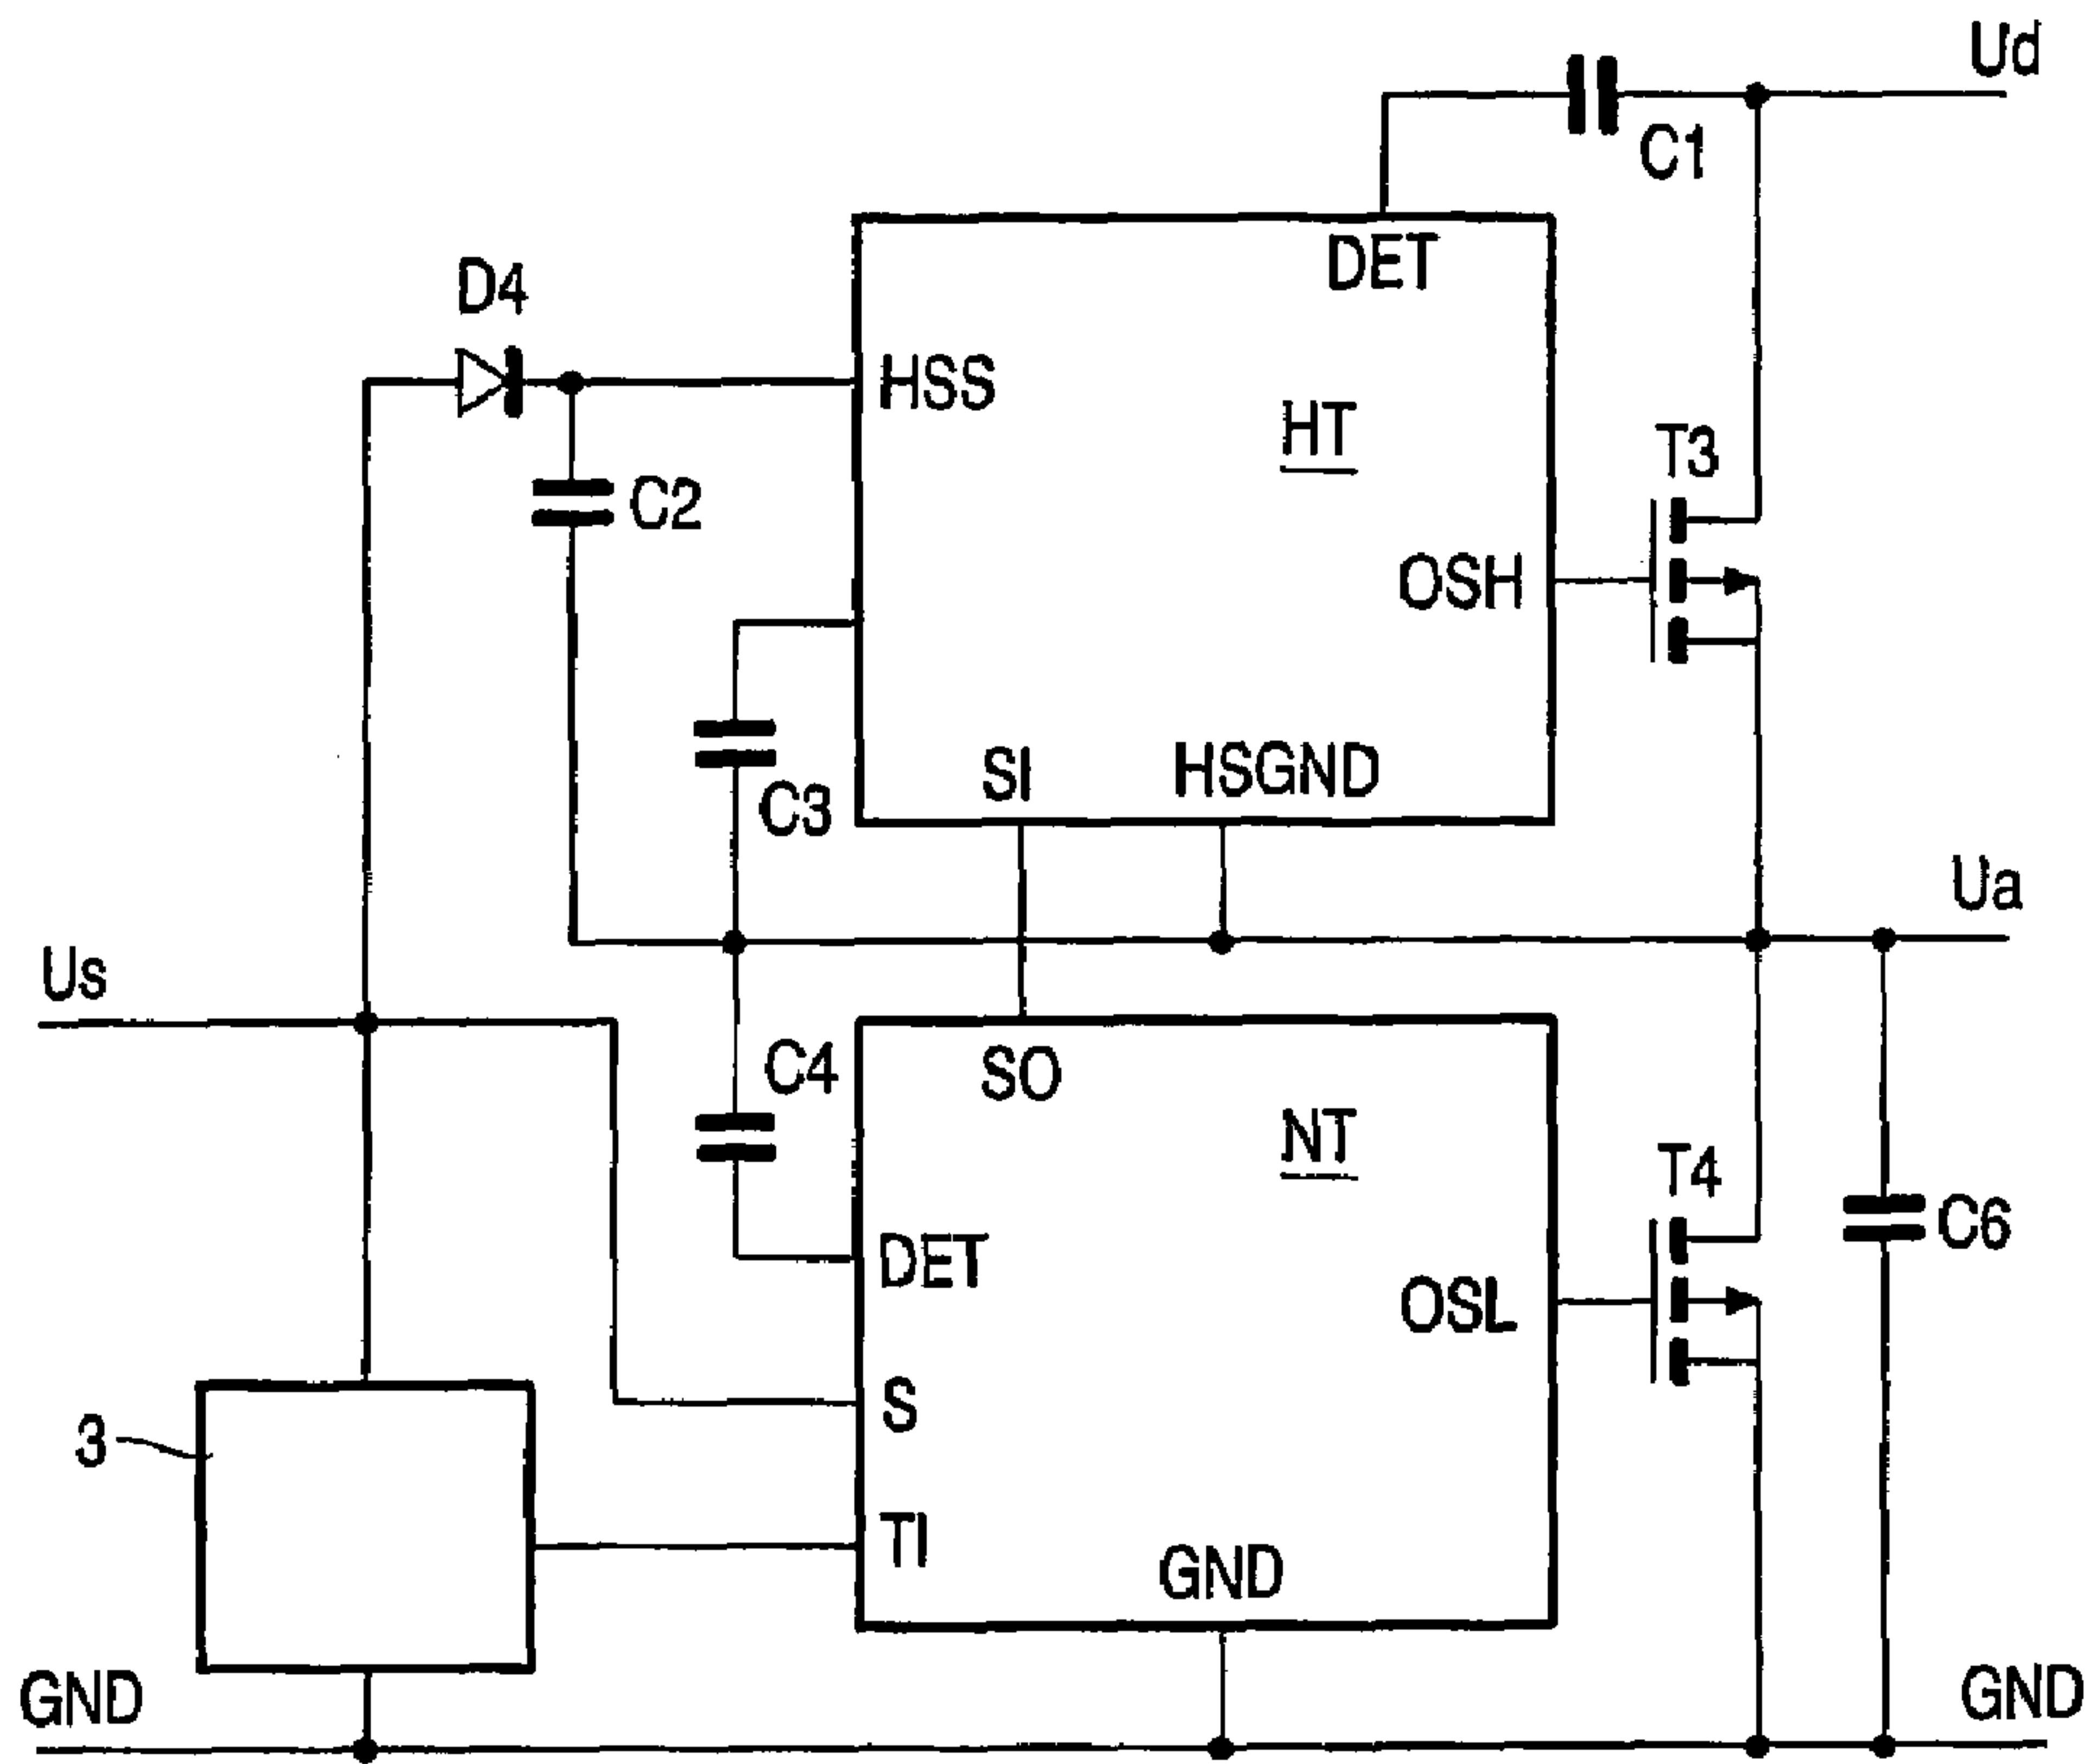 Ud
C1
DET
D4
HSS
HT
T3
C2
OSH
SI
HSGND
C3
Ua
Us
C4
SO
NT
T4
C6
DET
OSL
S
3
TI
GND
GND
GND